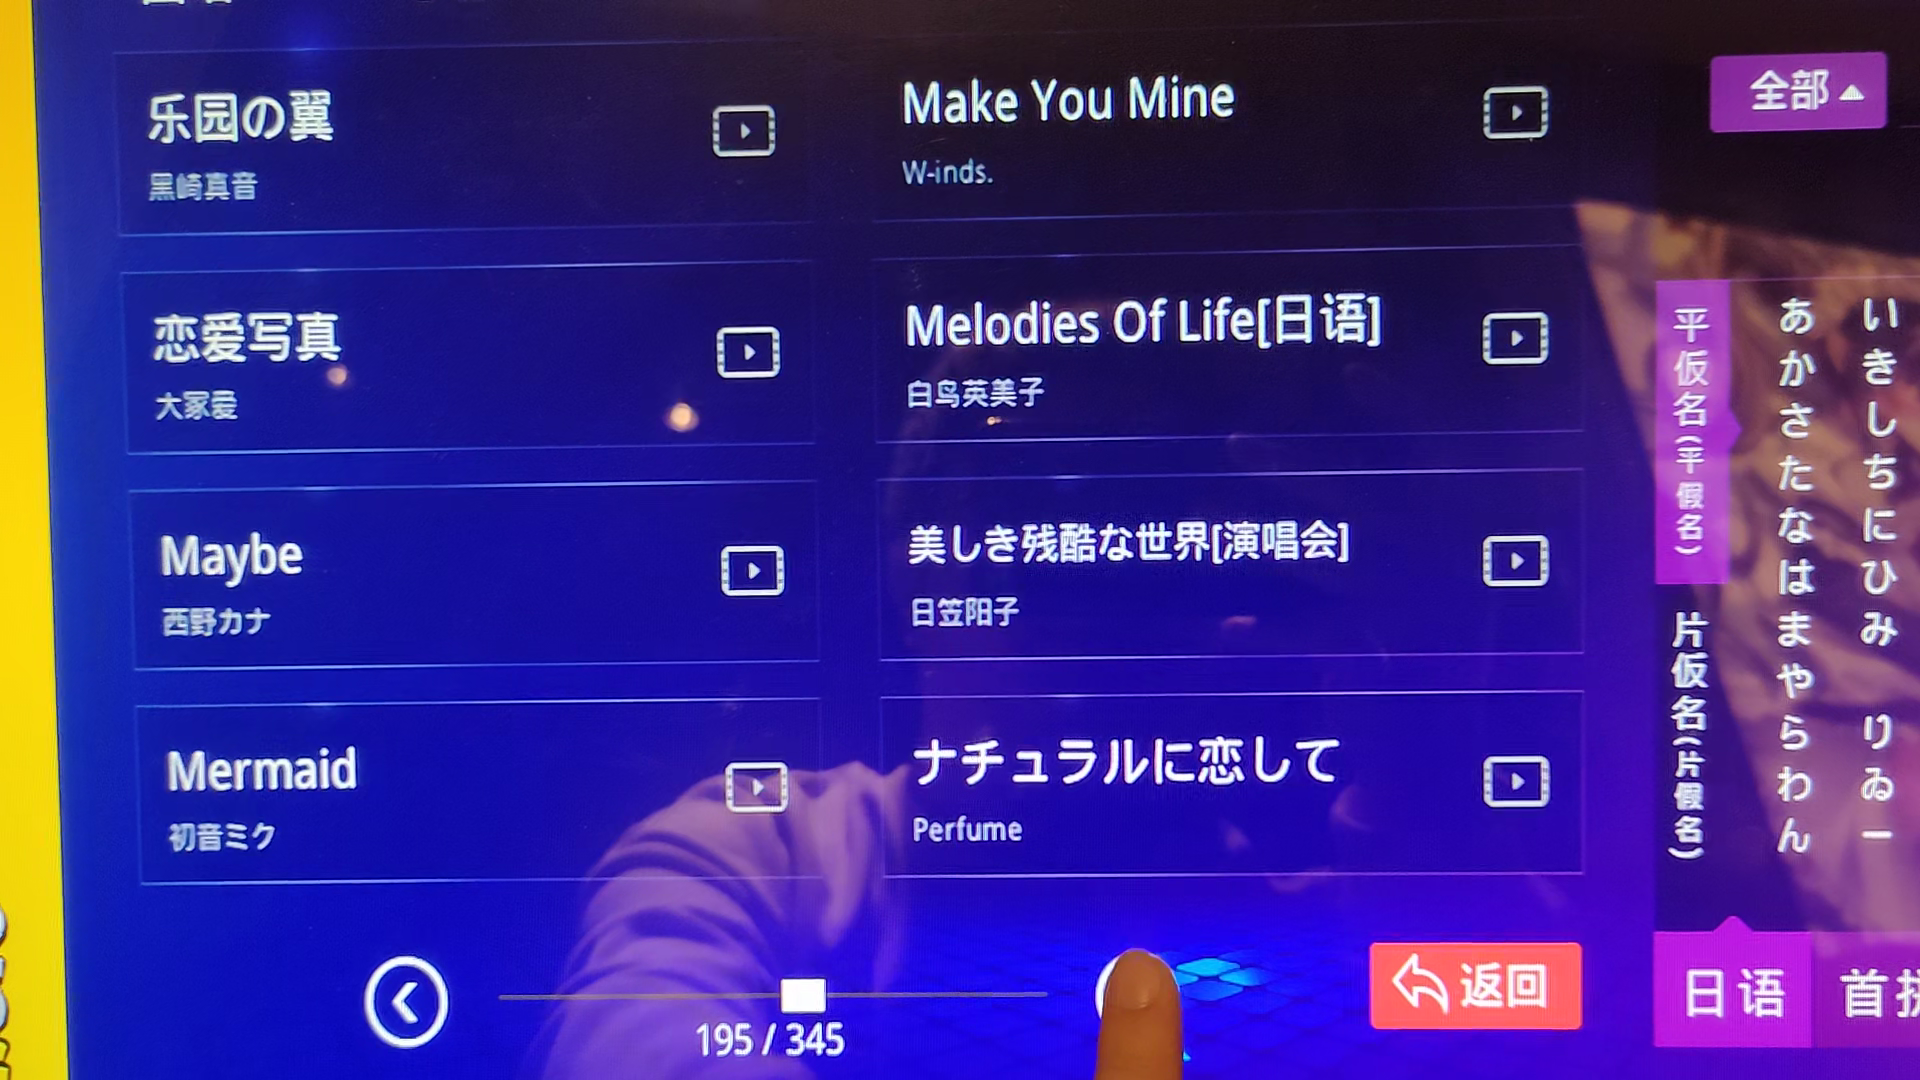 乐园の翼
黑崎真音
Make You Mine
W-inds.
恋爱写真
大冢爱
Melodies Of Life[日语]
白鸟英美子
Maybe
西野カナ
美しき残酷な世界[演唱会]
日笠阳子
Mermaid
初音ミク
ナチュラルに恋して
Perfume
195 / 345
返回
全部
平仮名(平假名)
片仮名(片假名)
あかさたなはまやらわん
いきしちにひみ りゐー
日语
首拼